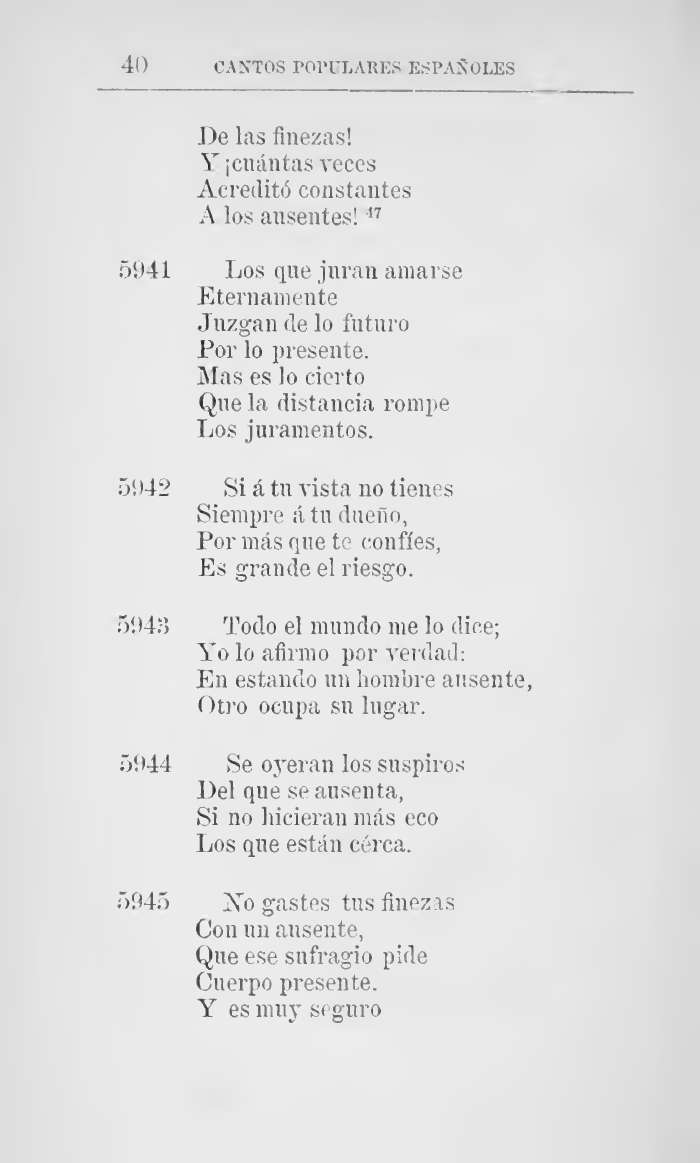 40 CANTOS POPULARES ESPAÑOLES
De las finezas!
Y ¡cuántas veces
Acreditó constantes
A los ausentes! 47
5941 Los que juran amarse
Eternamente
Juzgan de lo futuro
Por lo presente.
Mas es lo cierto
Que la distancia rompe
Los juramentos.
5942 Si á tu vista no tienes
Siempre á tu dueño,
Por más que te confíes,
Es grande el riesgo.
5943 Todo el mundo me lo dice;
Yo lo afirmo por verdad:
En estando un hombre ausente,
Otro ocupa su lugar.
5944 Se oyeran los suspiros
Del que se ausenta,
Si no hicieran más eco
Los que están cérca.
5945 No gastes tus finezas
Con un ausente,
Que ese sufragio pide
Cuerpo presente.
Y es muy seguro